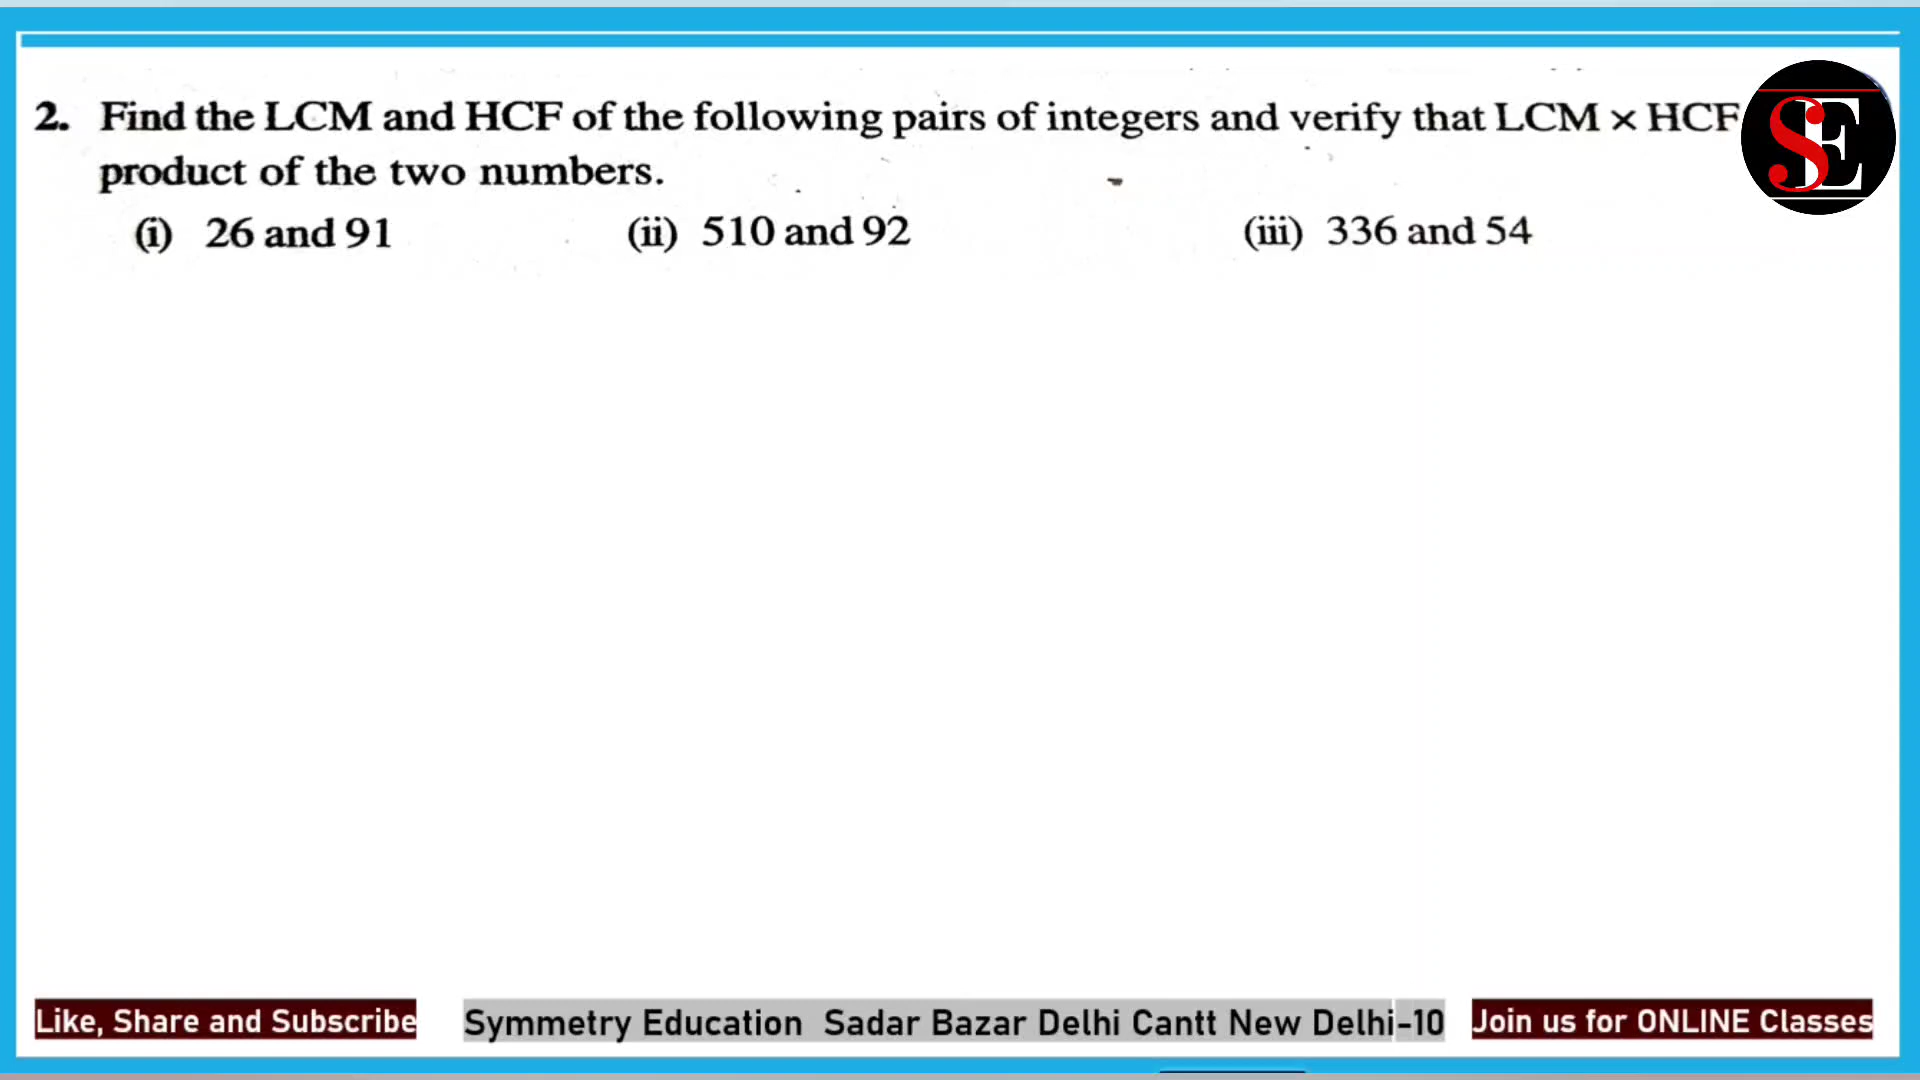 2. Find the LCM and HCF of the following pairs of integers and verify that LCM × HCF
product of the two numbers.
(i) 26 and 91 (ii) 510 and 92 (iii) 336 and 54
SE
Like, Share and Subscribe Symmetry Education Sadar Bazar Delhi Cantt New Delhi-10 Join us for ONLINE Classes